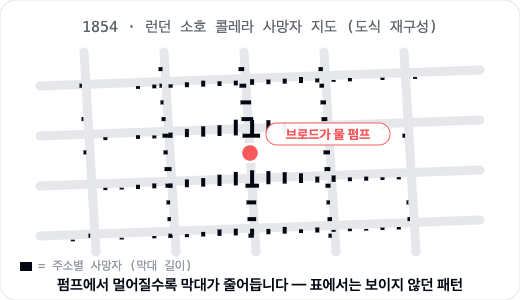 1854 · 런던 소호 콜레라 사망자 지도 (도식 재구성)
브로드가 물 펌프
= 주소별 사망자 (막대 길이)
펌프에서 멀어질수록 막대가 줄어듭니다 — 표에서는 보이지 않던 패턴